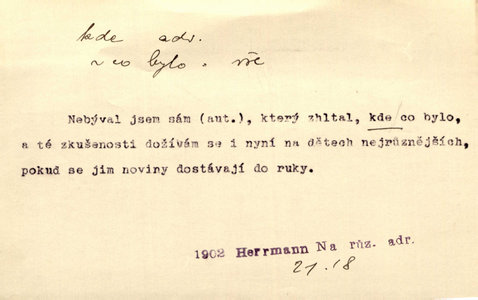 kde adv.
co bylo
Nebýval jsem sám (aut.), který zhltal, kde co bylo,
a té zkušenosti dožívám se i nyní na dětech nejrůznějších,
pokud se jim noviny dostávají do ruky.
1902 Herrmann Na růz. adr.
21.18